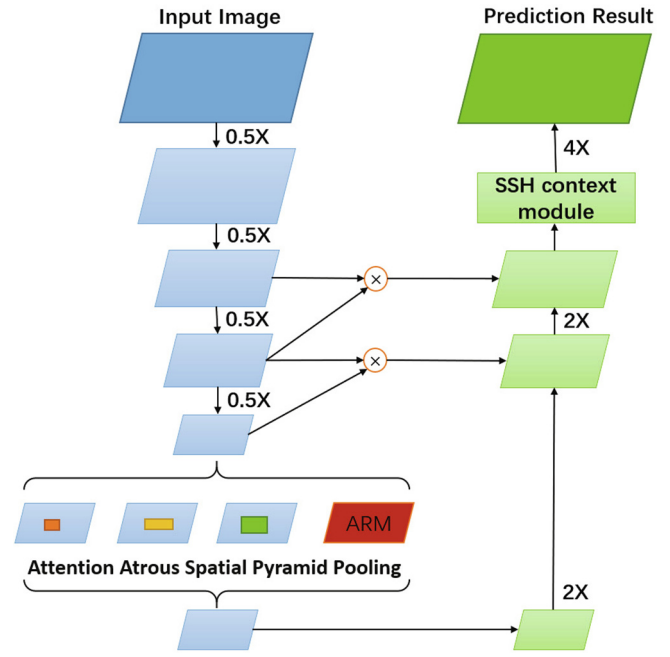 Input Image
Prediction Result
0.5X
4X
SSH context
module
0.5X
×
0.5X
2X
×
0.5X
ARM
Attention Atrous Spatial Pyramid Pooling
2X